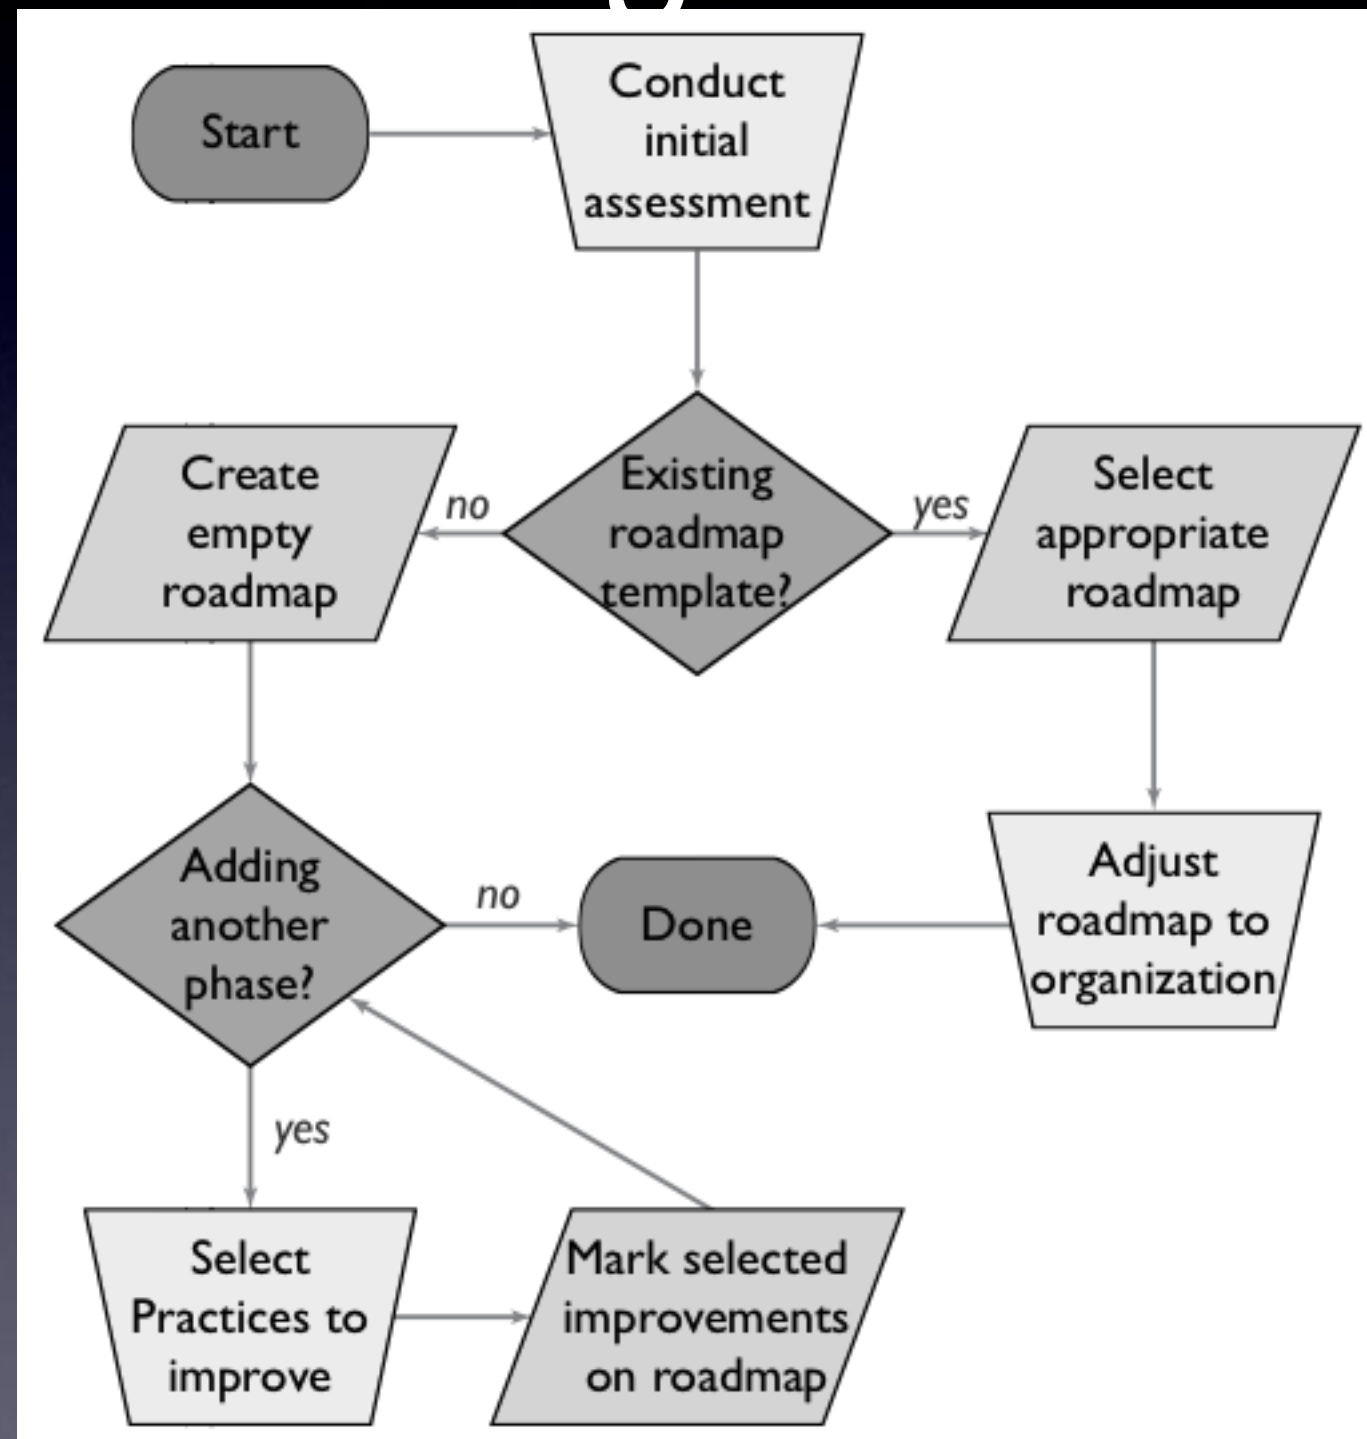 Start
Conduct
initial
assessment
Create
empty
roadmap
no
Existing
roadmap
template?
yes
Select
appropriate
roadmap
Adding
another
phase?
no
Done
Adjust
roadmap to
organization
yes
Select
Practices to
improve
Mark selected
improvements
on roadmap